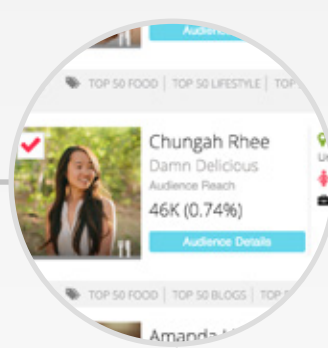 Audience
TOP 50 FOOD | TOP 50 LIFESTYLE | TOP
Chungah Rhee
Damn Delicious
Audience Reach
46K (0.74%)
Audience Details
TOP 50 FOOD | TOP 50 BLOGS | TOP
Amanda